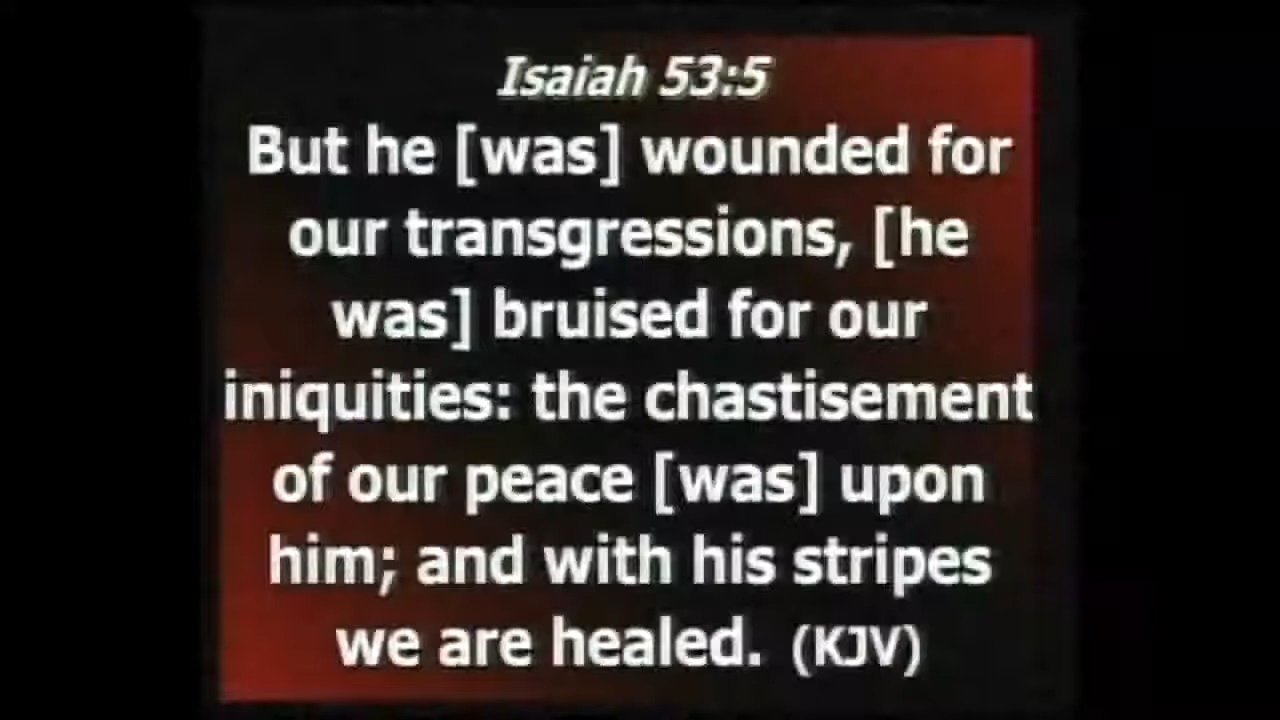 Isaiah 53:5
But he [was] wounded for
our transgressions, [he
was] bruised for our
iniquities: the chastisement
of our peace [was] upon
him; and with his stripes
we are healed. (KJV)